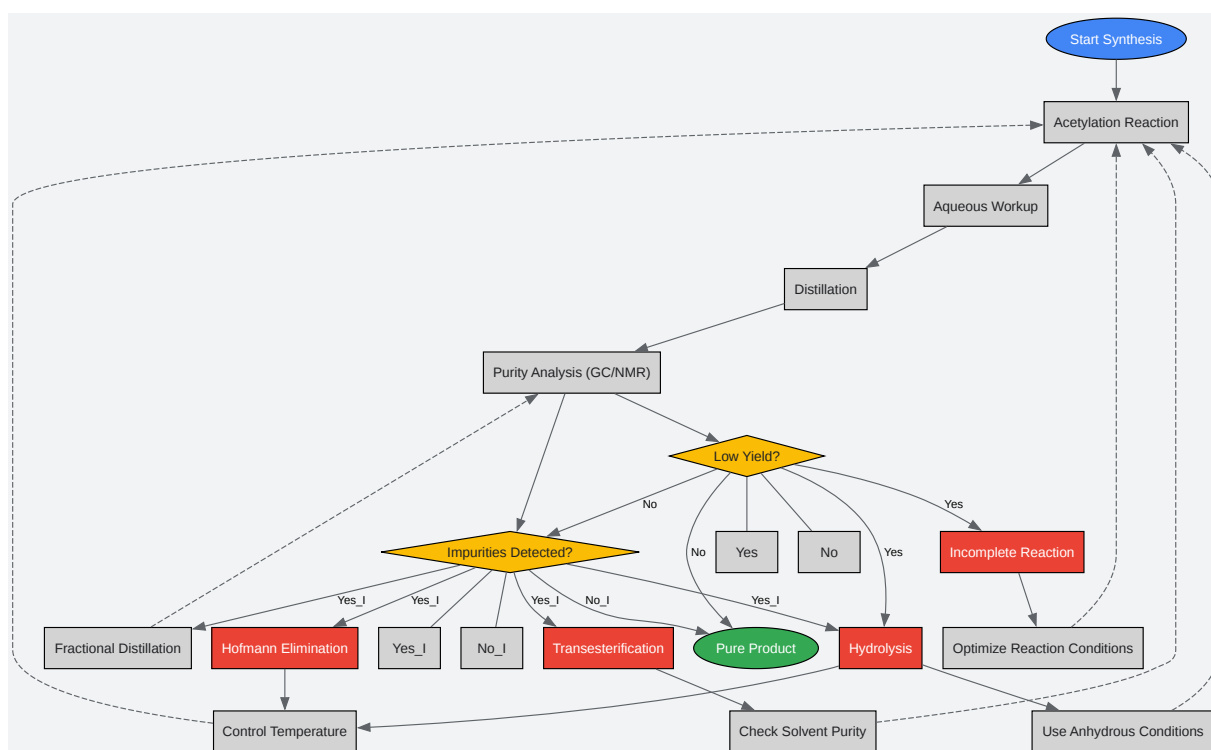 Start Synthesis
Acetylation Reaction
Aqueous Workup
Distillation
Purity Analysis (GC/NMR)
Low Yield?
No
Yes
Impurities Detected?
No
Yes
No
Yes
Incomplete Reaction
Yes_I
Yes_I
Yes_I
No_I
Yes_I
Fractional Distillation
Hofmann Elimination
Yes_I
No_I
Transesterification
Pure Product
Hydrolysis
Optimize Reaction Conditions
Control Temperature
Check Solvent Purity
Use Anhydrous Conditions